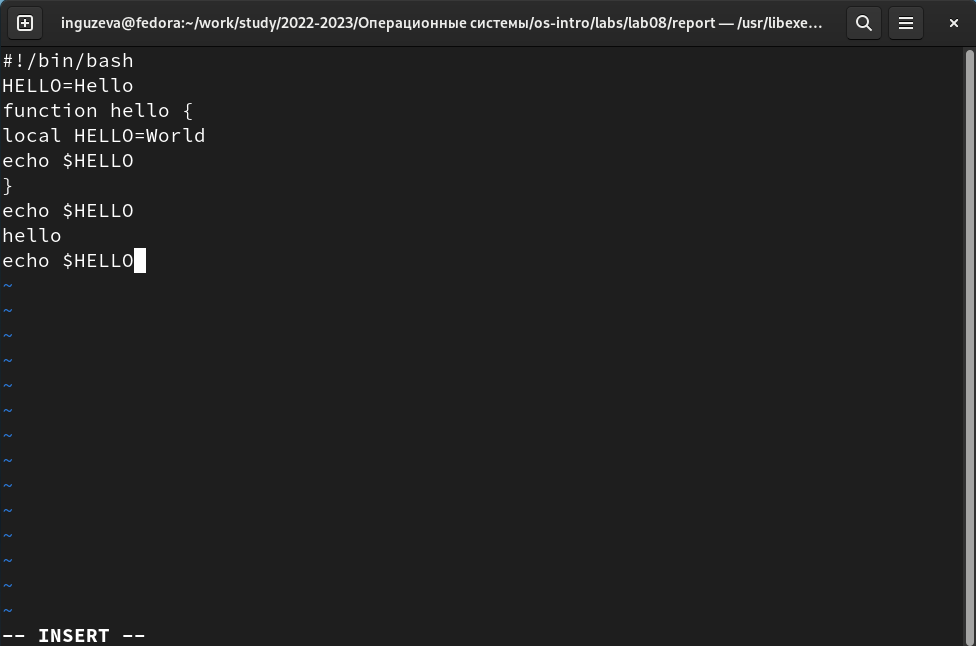 inguzeva@fedora:~/work/study/2022-2023/Операционные системы/os-intro/labs/lab08/report — /usr/libexe...
#!/bin/bash
HELLO=Hello
function hello {
local HELLO=World
echo $HELLO
}
echo $HELLO
hello
echo $HELLO
~
~
~
~
~
~
~
~
~
~
~
~
~
~
-- INSERT --